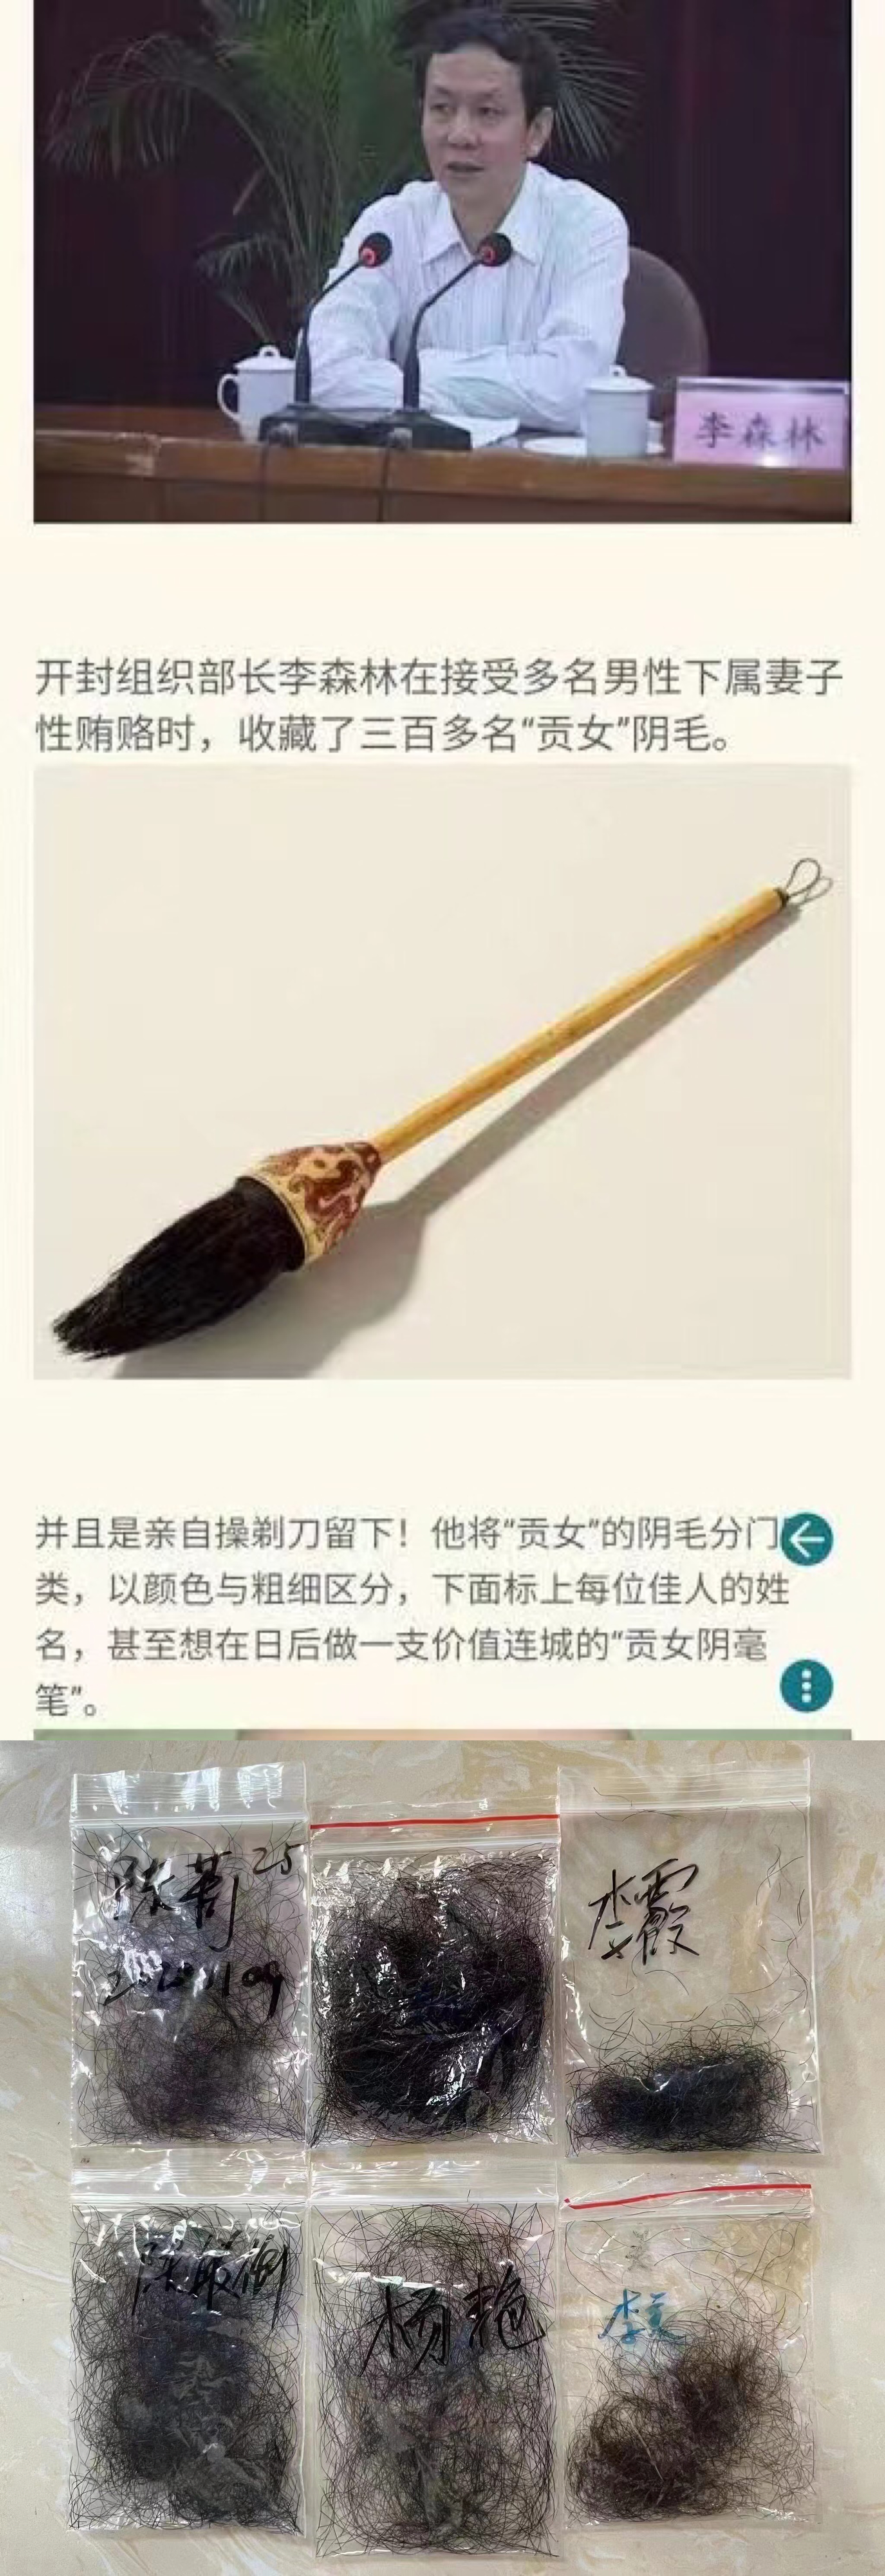 李森林
开封组织部长李森林在接受多名男性下属妻子
性贿赂时，收藏了三百多名“贡女”阴毛。
并且是亲自操剃刀留下！他将“贡女”的阴毛分门
类，以颜色与粗细区分，下面标上每位佳人的姓
名，甚至想在日后做一支价值连城的“贡女阴毫
笔”。
25
李霞
杨艳